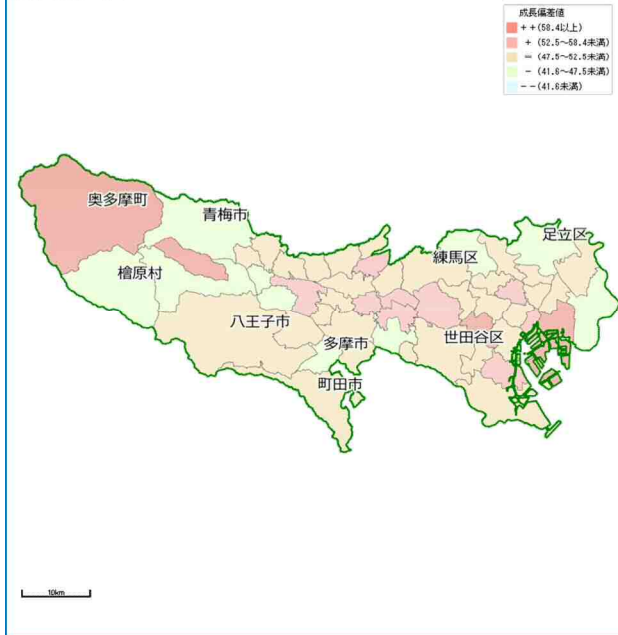 成長偏差値
++(58.4以上)
+ (52.5～58.4未満)
= (47.5～52.5未満)
- (41.6～47.5未満)
--(41.6未満)
奥多摩町
青梅市
足立区
練馬区
檜原村
八王子市
世田谷区
多摩市
町田市
10km